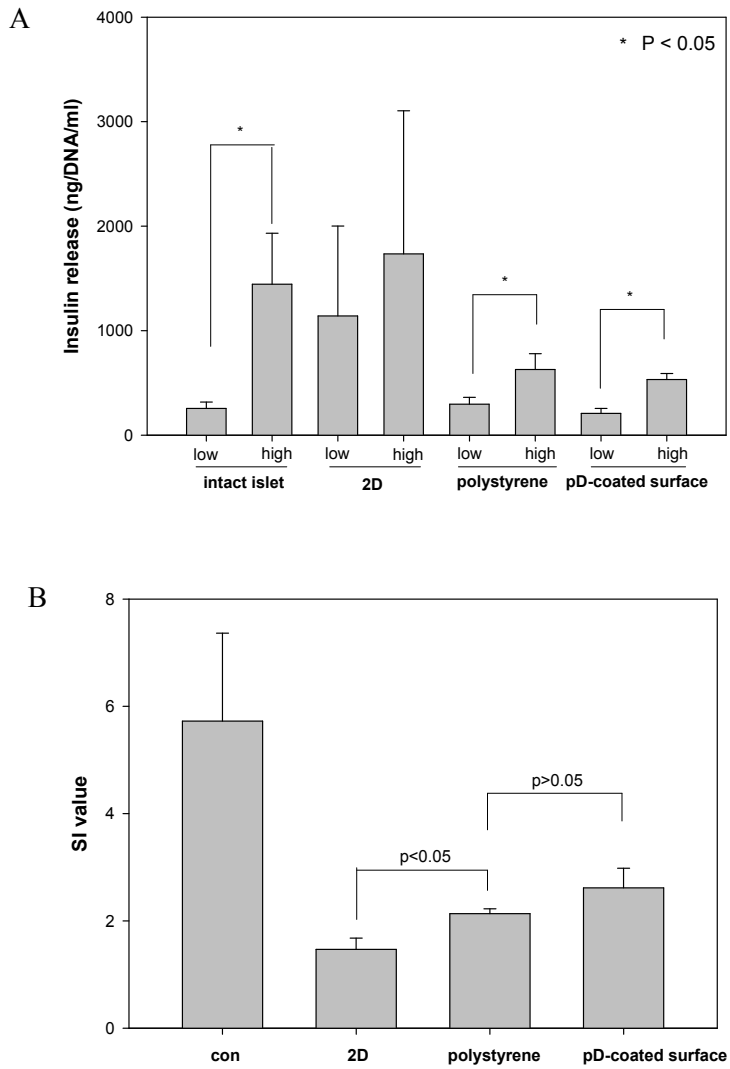 A
4000
* P < 0.05
3000
2000
1000
0
Insulin release (ng/DNA/ml)
*
*
*
low high low high low high low high
intact islet 2D polystyrene pD-coated surface
B
8
6
4
2
0
SI value
p>0.05
p<0.05
con 2D polystyrene pD-coated surface